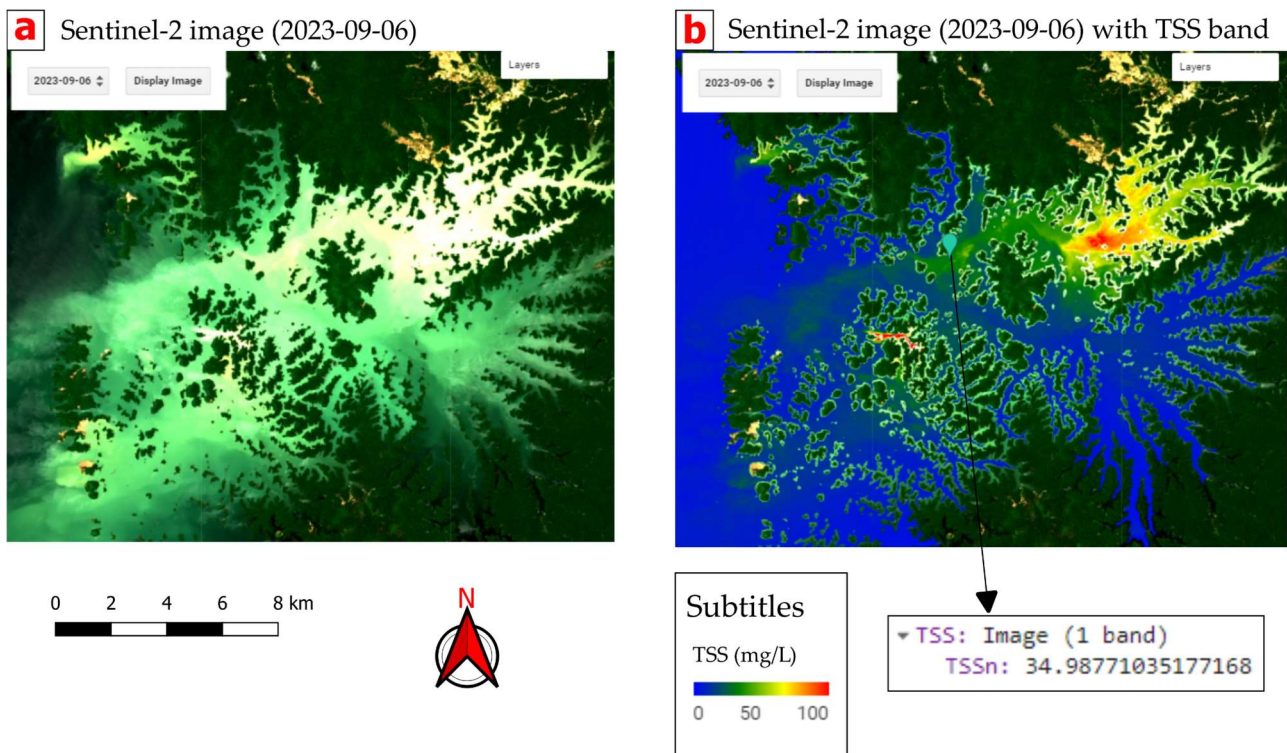 a Sentinel-2 image (2023-09-06)
2023-09-06 Display Image
Layers
b Sentinel-2 image (2023-09-06) with TSS band
2023-09-06 Display Image
Layers
0 2 4 6 8 km
N
Subtitles
TSS (mg/L)
0 50 100
TSS: Image (1 band)
TSSn: 34.98771035177168